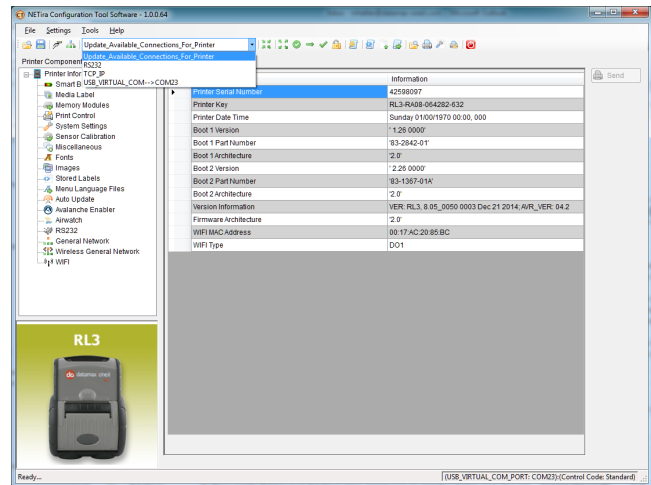 NETira Configuration Tool Software - 1.0.0.64
File Settings Tools Help
Update_Available_Connections_For_Printer
Update_Available_Connections_For_Printer
RS232
TCP_IP
USB_VIRTUAL_COM-->COM23
Printer Component
Printer Infor
Smart B
Media Label
Memory Modules
Print Control
System Settings
Sensor Calibration
Miscellaneous
Fonts
Images
Stored Labels
Menu Language Files
Auto Update
Avalanche Enabler
Airwatch
RS232
General Network
Wireless General Network
WIFI
Information
Printer Serial Number 42598097
Printer Key RL3-RA08-064282-632
Printer Date Time Sunday 01/00/1970 00:00, 000
Boot 1 Version ' 1.26 0000'
Boot 1 Part Number '83-2842-01'
Boot 1 Architecture '2.0'
Boot 2 Version ' 2.26 0000'
Boot 2 Part Number '83-1367-01A'
Boot 2 Architecture '2.0'
Version Information VER: RL3, 8.05_0050 0003 Dec 21 2014; AVR_VER: 04.2
Firmware Architecture '2.0'
WIFI MAC Address 00:17:AC:20:85:BC
WIFI Type DO1
Send
RL3
datamax oneil
Ready...
(USB_VIRTUAL_COM_PORT: COM23):(Control Code: Standard)